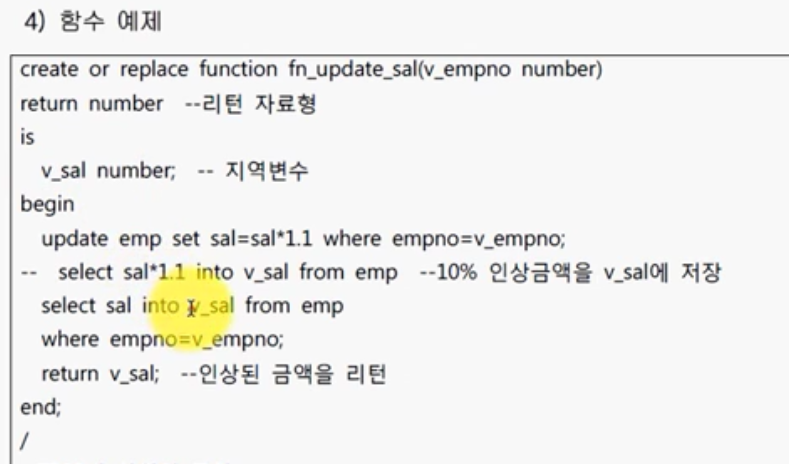 4) 함수 예제
create or replace function fn_update_sal(v_empno number)
return number --리턴 자료형
is
v_sal number; -- 지역변수
begin
update emp set sal=sal*1.1 where empno=v_empno;
-- select sal*1.1 into v_sal from emp --10% 인상금액을 v_sal에 저장
select sal into v_sal from emp
where empno=v_empno;
return v_sal; --인상된 금액을 리턴
end;
/